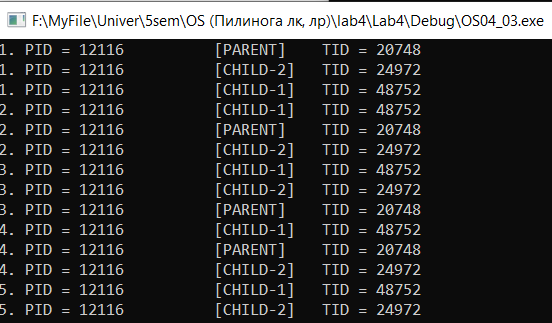 F:\MyFile\Univer\5sem\OS (Пилинога лк, лр)\lab4\Lab4\Debug\OS04_03.exe
1. PID = 12116 [PARENT] TID = 20748
1. PID = 12116 [CHILD-2] TID = 24972
1. PID = 12116 [CHILD-1] TID = 48752
2. PID = 12116 [CHILD-1] TID = 48752
2. PID = 12116 [PARENT] TID = 20748
2. PID = 12116 [CHILD-2] TID = 24972
3. PID = 12116 [CHILD-1] TID = 48752
3. PID = 12116 [CHILD-2] TID = 24972
3. PID = 12116 [PARENT] TID = 20748
4. PID = 12116 [CHILD-1] TID = 48752
4. PID = 12116 [PARENT] TID = 20748
4. PID = 12116 [CHILD-2] TID = 24972
5. PID = 12116 [CHILD-1] TID = 48752
5. PID = 12116 [CHILD-2] TID = 24972